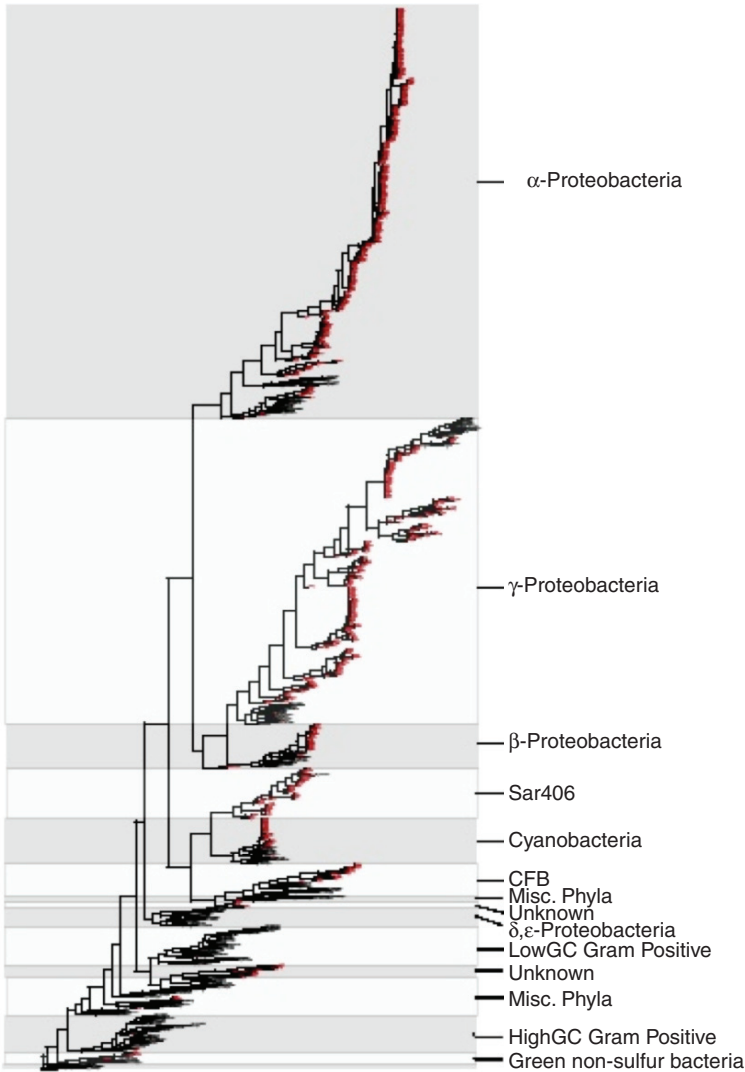 α-Proteobacteria
γ-Proteobacteria
β-Proteobacteria
Sar406
Cyanobacteria
CFB
Misc. Phyla
Unknown
δ,ε-Proteobacteria
LowGC Gram Positive
Unknown
Misc. Phyla
HighGC Gram Positive
Green non-sulfur bacteria